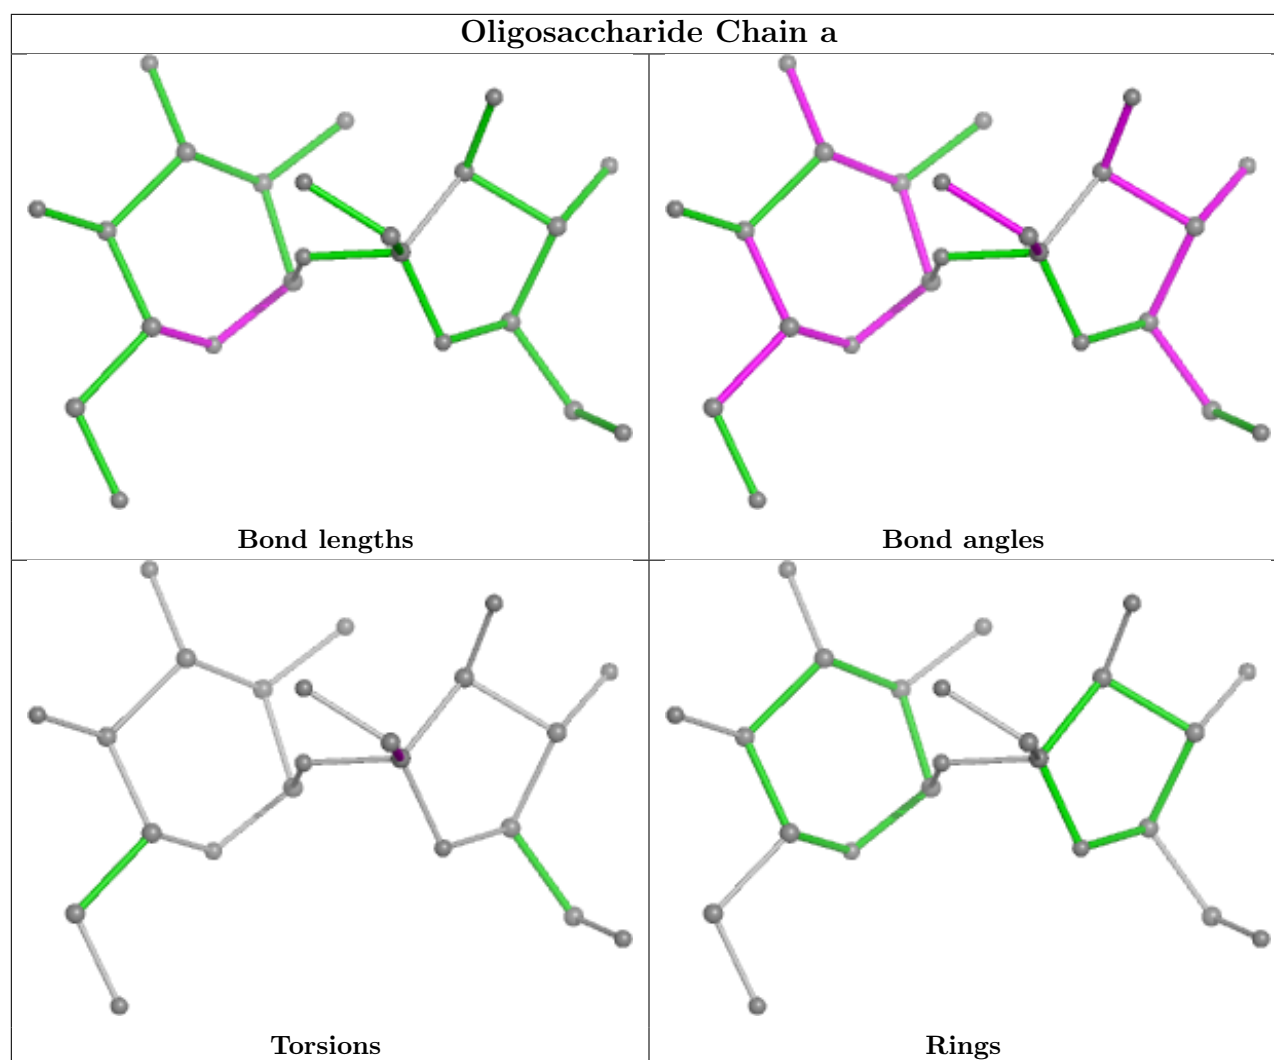 Oligosaccharide Chain a
Bond lengths
Bond angles
Torsions
Rings